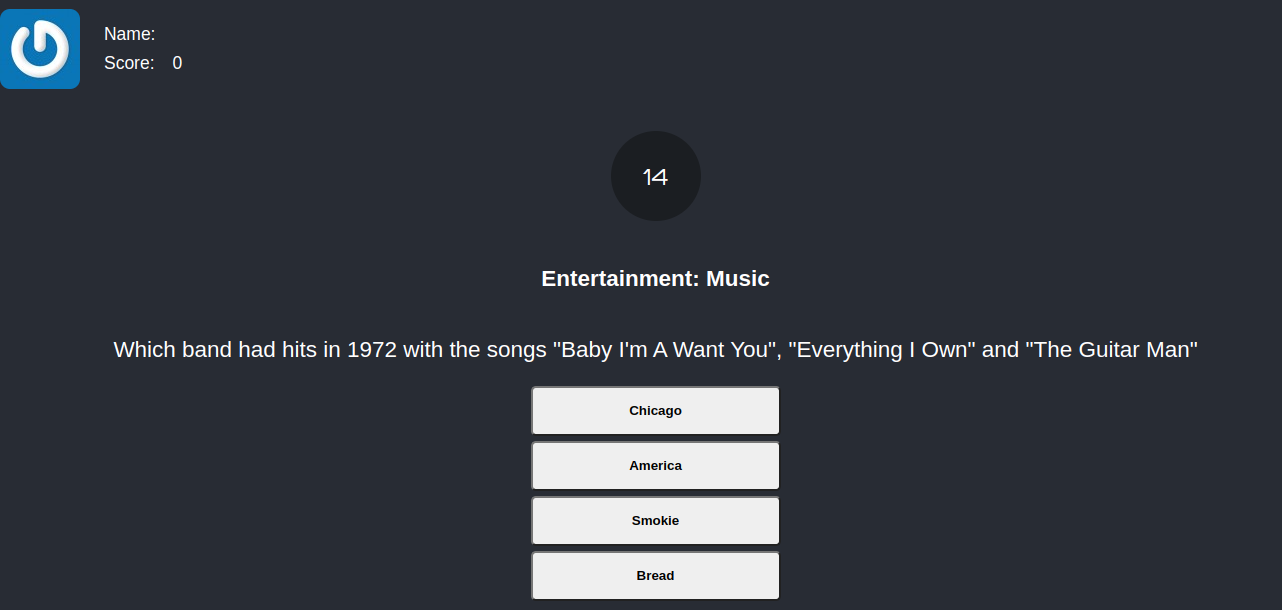 Name:
Score: 0
14
Entertainment: Music
Which band had hits in 1972 with the songs "Baby I'm A Want You", "Everything I Own" and "The Guitar Man"
Chicago
America
Smokie
Bread